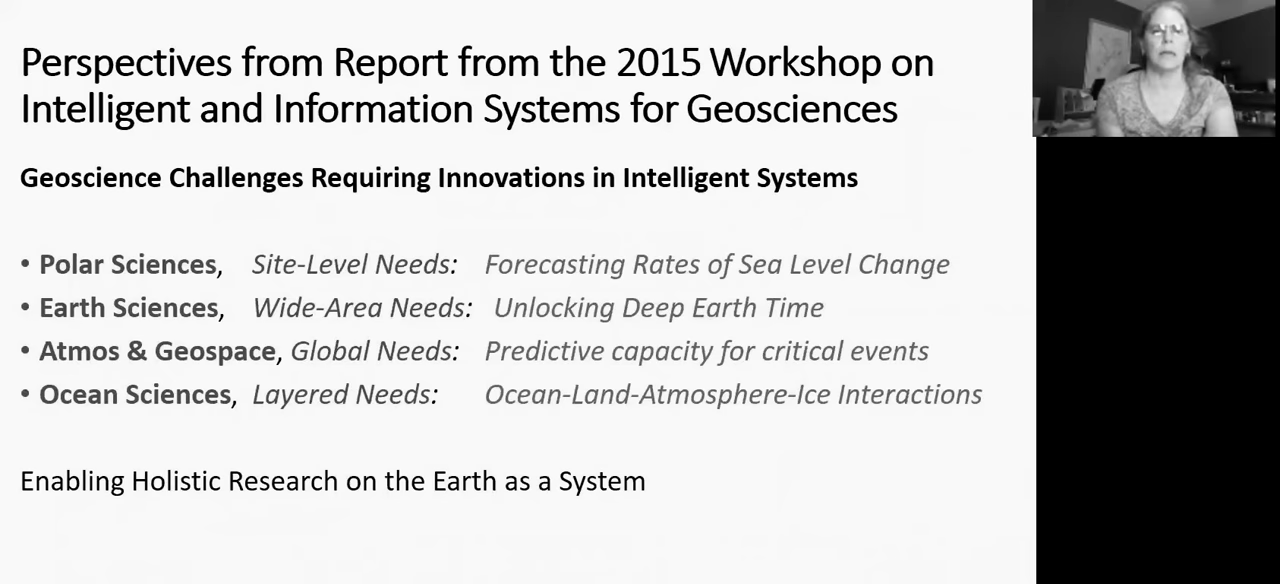 Perspectives from Report from the 2015 Workshop on
Intelligent and Information Systems for Geosciences
Geoscience Challenges Requiring Innovations in Intelligent Systems
• Polar Sciences, Site-Level Needs: Forecasting Rates of Sea Level Change
• Earth Sciences, Wide-Area Needs: Unlocking Deep Earth Time
• Atmos & Geospace, Global Needs: Predictive capacity for critical events
• Ocean Sciences, Layered Needs: Ocean-Land-Atmosphere-Ice Interactions
Enabling Holistic Research on the Earth as a System